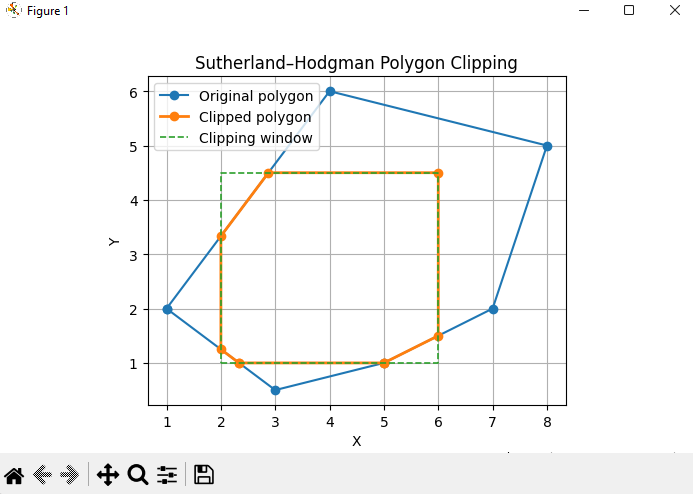 Figure 1
Sutherland–Hodgman Polygon Clipping
Original polygon
Clipped polygon
Clipping window
6
5
4
3
2
1
Y
1 2 3 4 5 6 7 8
X